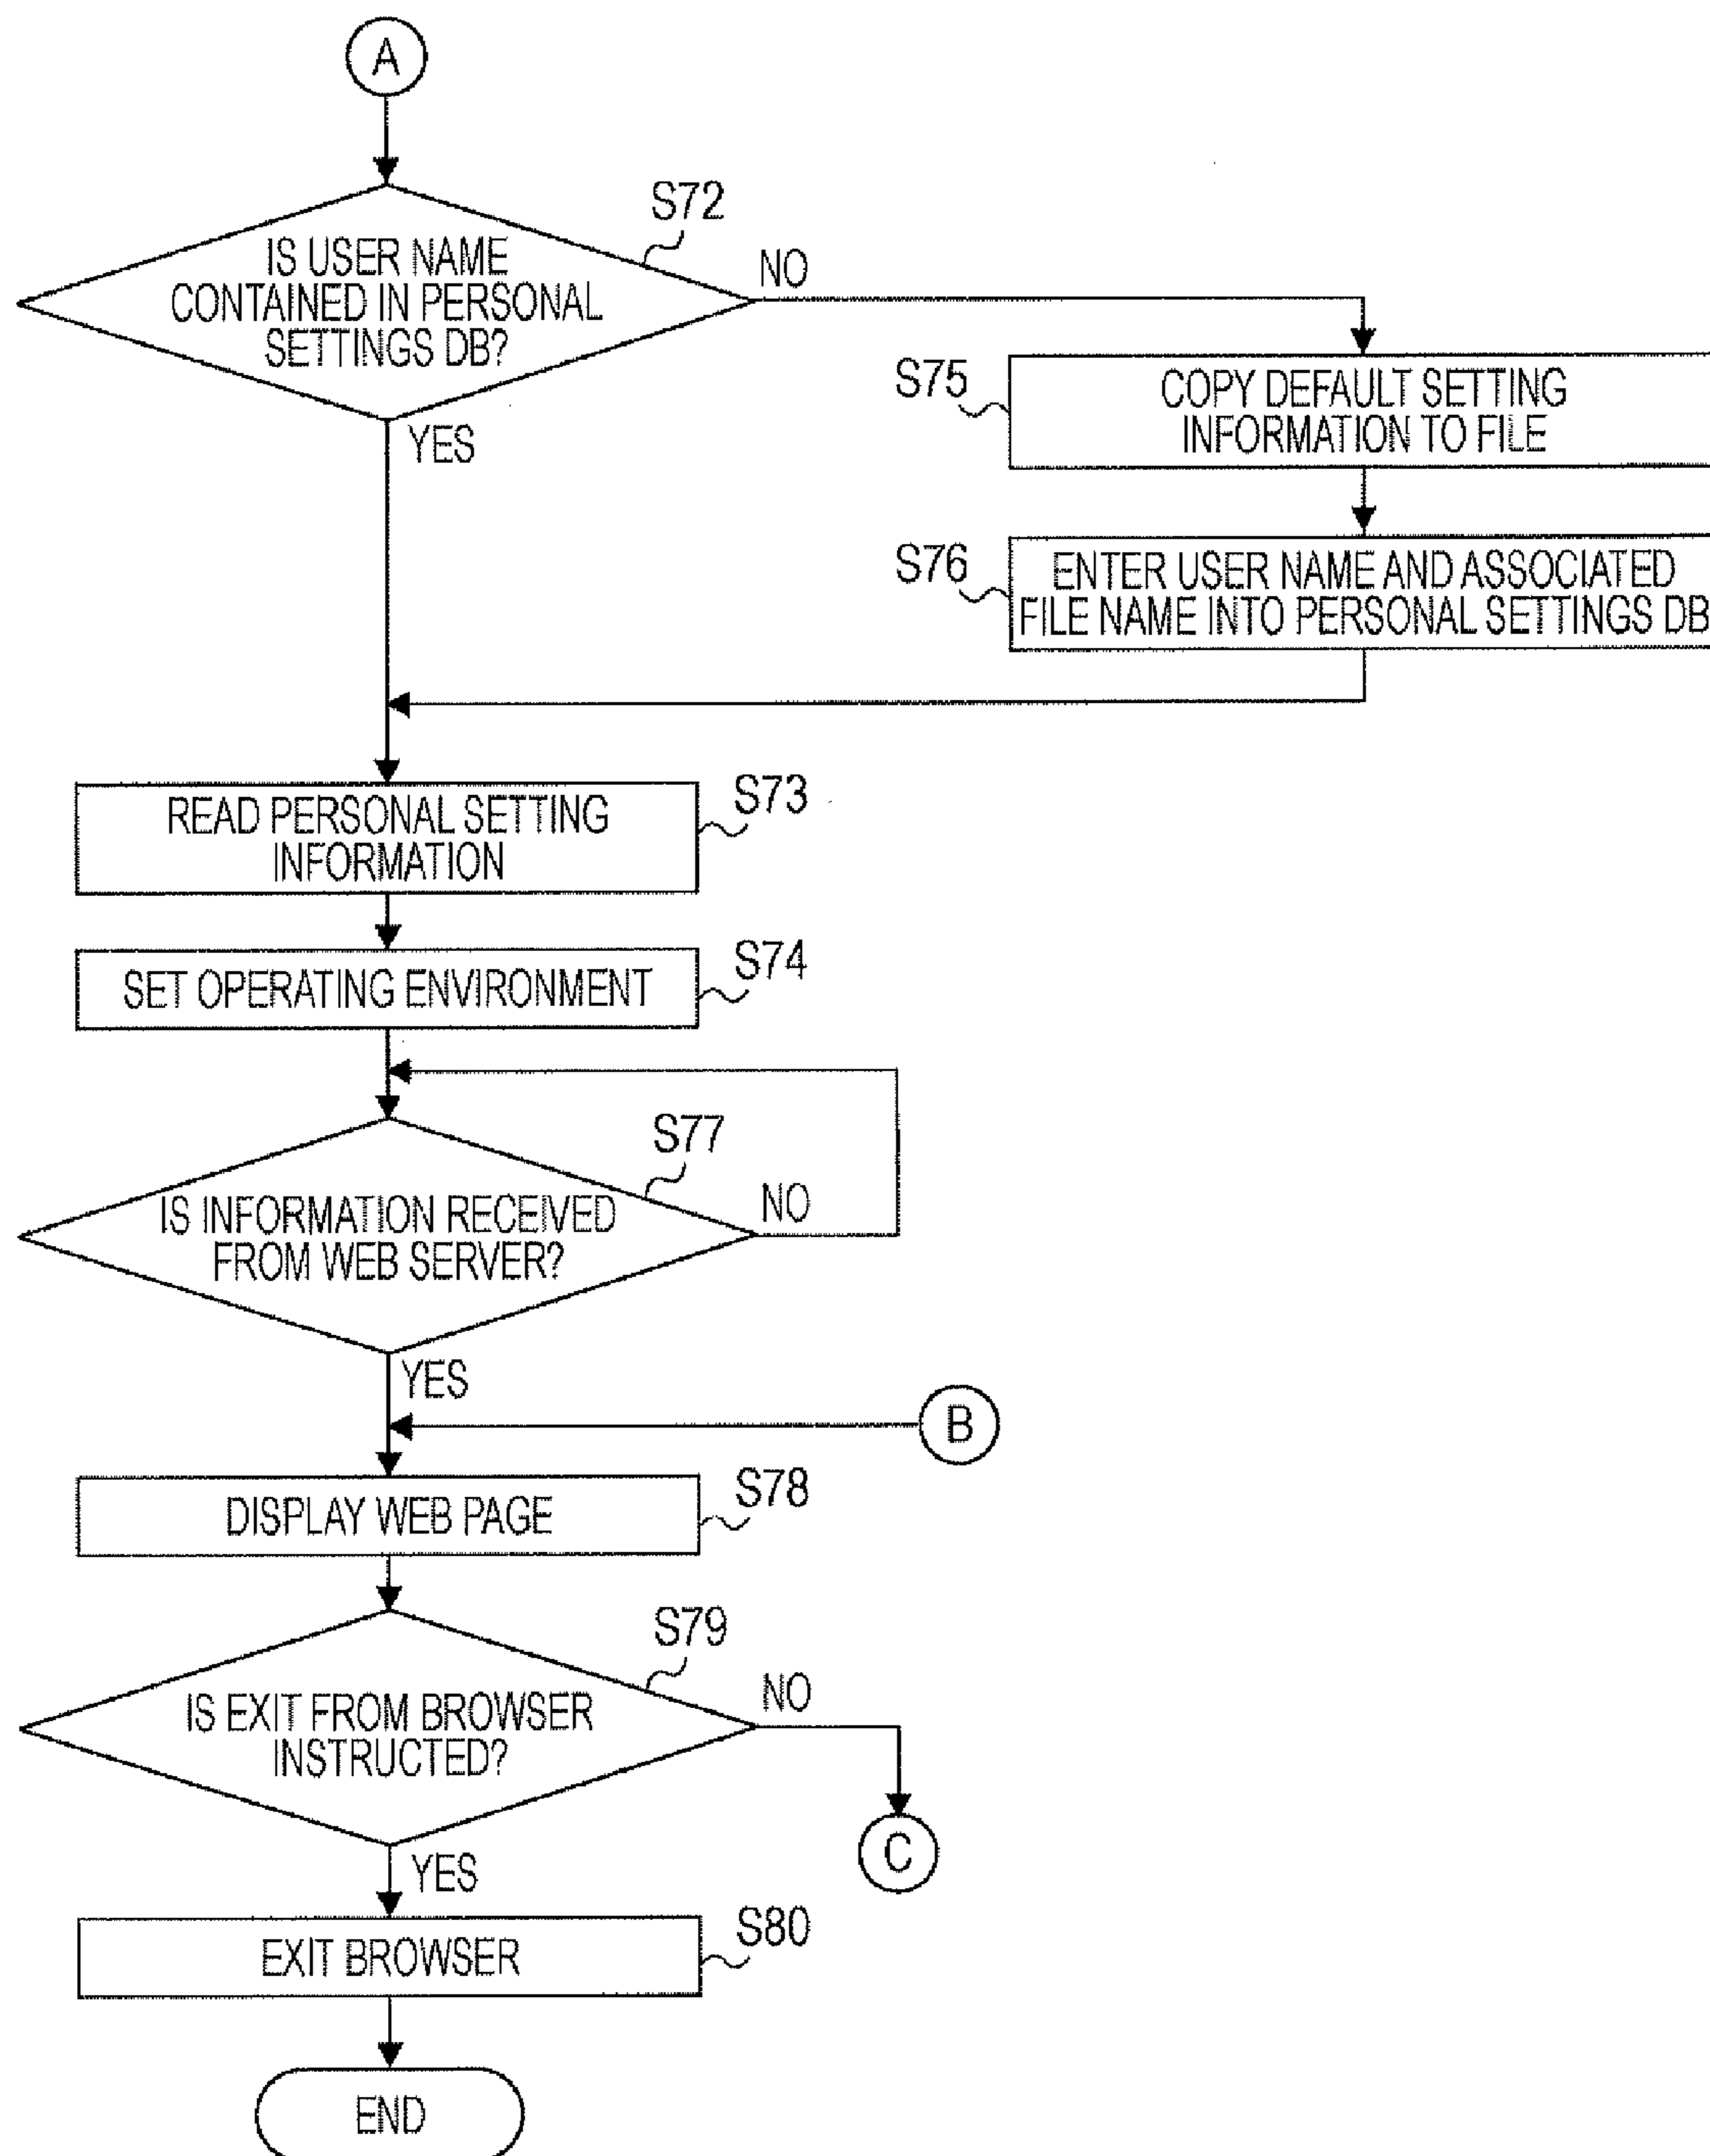 A
S72
IS USER NAME
CONTAINED IN PERSONAL
SETTINGS DB?
NO
YES
S75
COPY DEFAULT SETTING
INFORMATION TO FILE
S76
ENTER USER NAME AND ASSOCIATED
FILE NAME INTO PERSONAL SETTINGS DB
S73
READ PERSONAL SETTING
INFORMATION
S74
SET OPERATING ENVIRONMENT
S77
IS INFORMATION RECEIVED
FROM WEB SERVER?
NO
YES
B
S78
DISPLAY WEB PAGE
S79
IS EXIT FROM BROWSER
INSTRUCTED?
NO
C
YES
S80
EXIT BROWSER
END